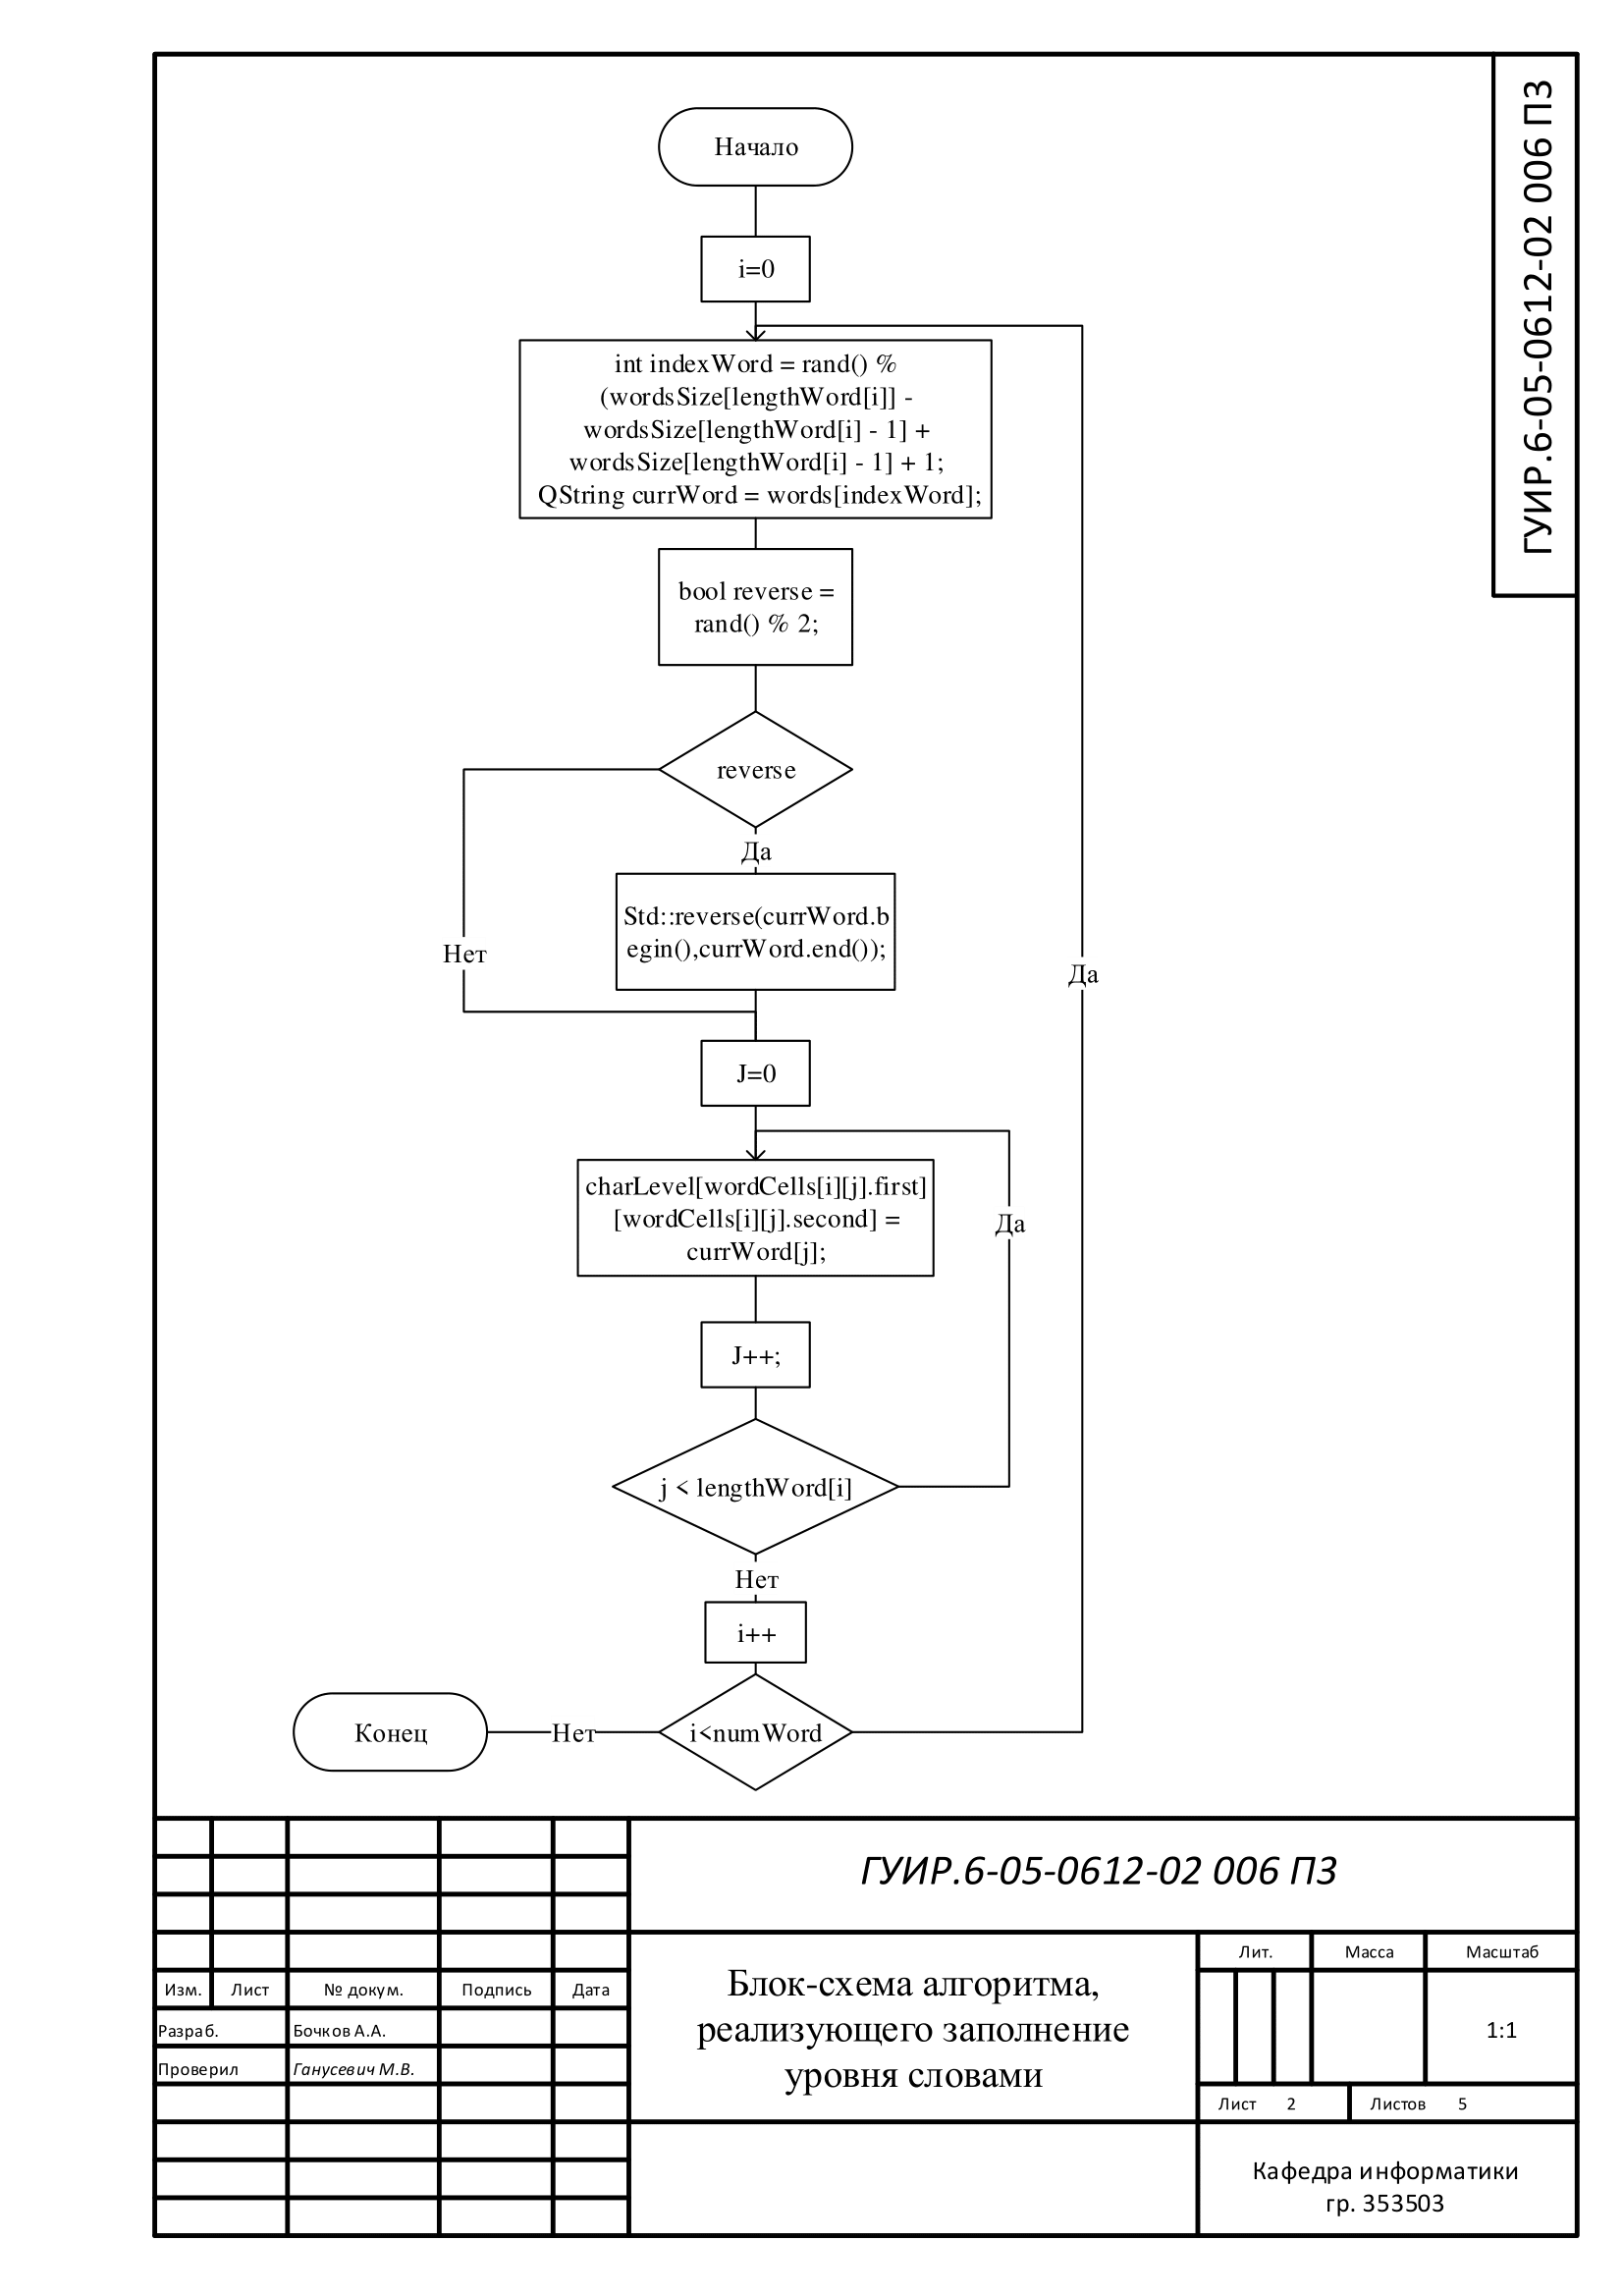 ГУИР.6-05-0612-02 006 ПЗ
Начало
i=0
int indexWord = rand() %
(wordsSize[lengthWord[i]] -
wordsSize[lengthWord[i] - 1] +
wordsSize[lengthWord[i] - 1] + 1;
QString currWord = words[indexWord];
bool reverse =
rand() % 2;
reverse
Да
Std::reverse(currWord.b
egin(),currWord.end());
Нет
Да
J=0
charLevel[wordCells[i][j].first]
[wordCells[i][j].second] =
currWord[j];
Да
J++;
j < lengthWord[i]
Нет
i++
i<numWord
Нет
Конец
ГУИР.6-05-0612-02 006 ПЗ
Блок-схема алгоритма,
реализующего заполнение
уровня словами
Лит. Масса Масштаб
1:1
Лист 2 Листов 5
Изм. Лист № докум. Подпись Дата
Разраб. Бочков А.А.
Проверил Ганусевич М.В.
Кафедра информатики
гр. 353503